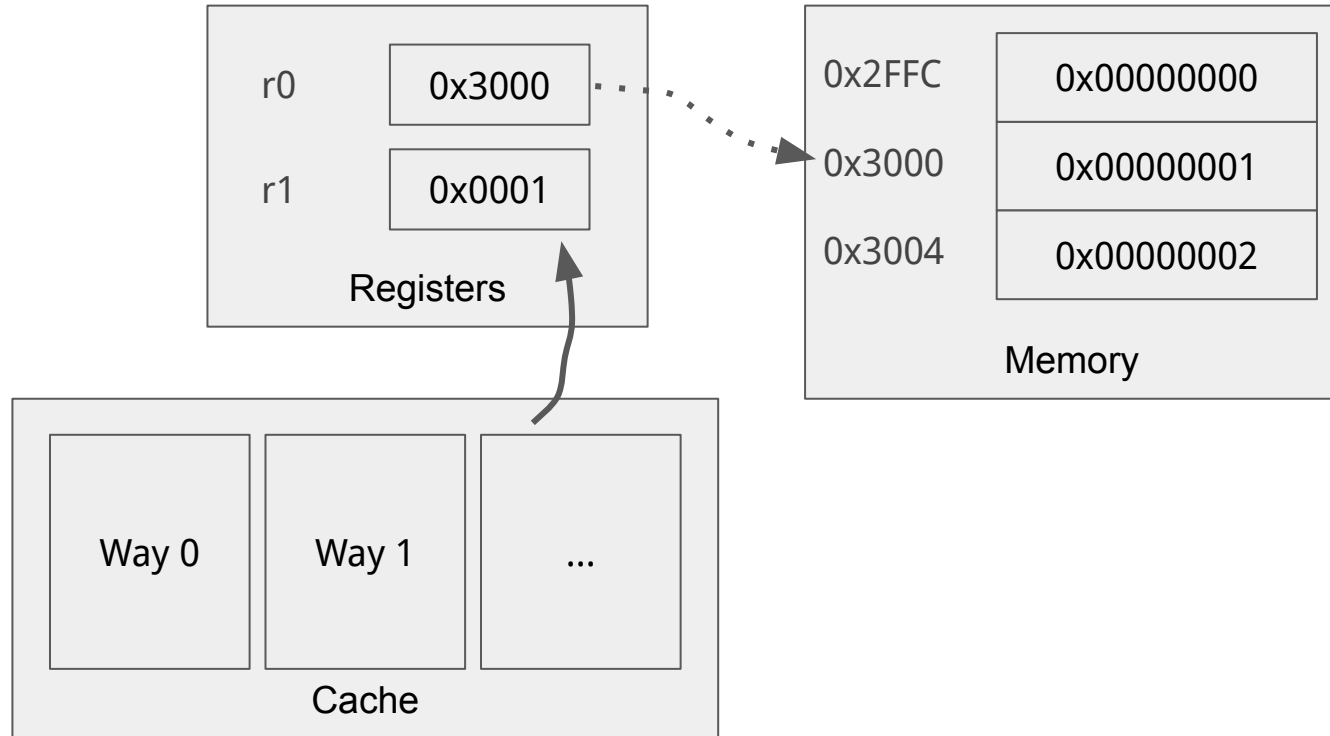 r0
0x3000
r1
0x0001
Registers
0x2FFC
0x00000000
0x3000
0x00000001
0x3004
0x00000002
Memory
Way 0
Way 1
...
Cache